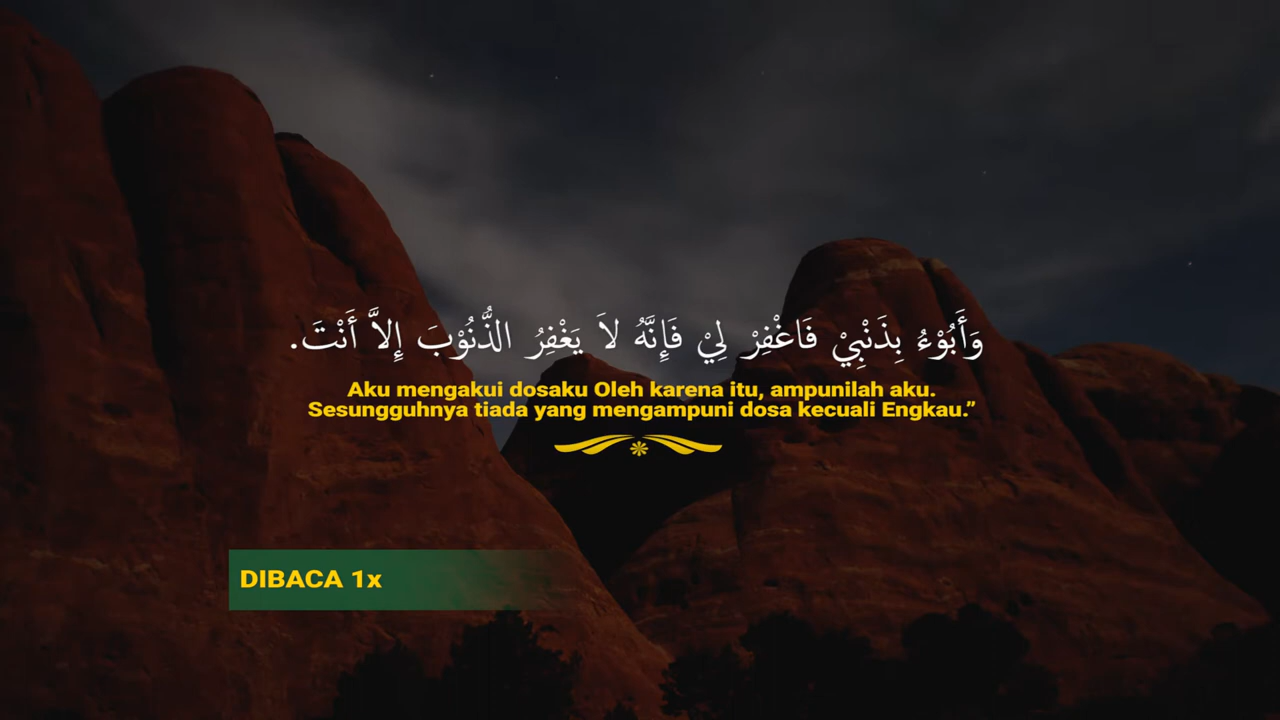 وَأَبُوْءُ بِذَنْبِيْ فَاغْفِرْ لِيْ فَإِنَّهُ لاَ يَغْفِرُ الذُّنُوْبَ إِلاَّ أَنْتَ.
Aku mengakui dosaku Oleh karena itu, ampunilah aku.
Sesungguhnya tiada yang mengampuni dosa kecuali Engkau.”
DIBACA 1x